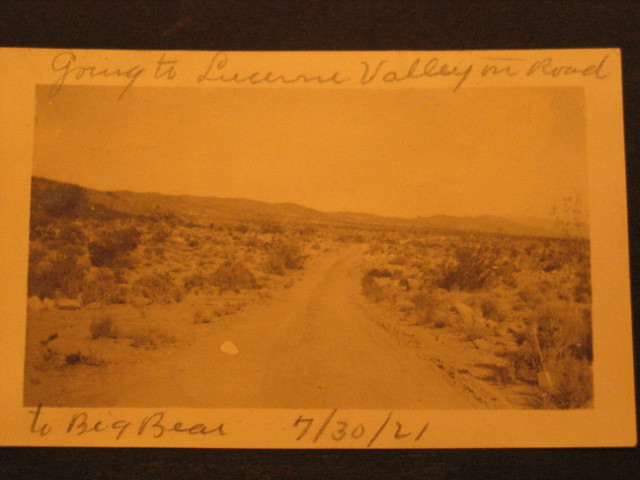 Going to Lucerne Valley on Road
to Big Bear 7/30/21